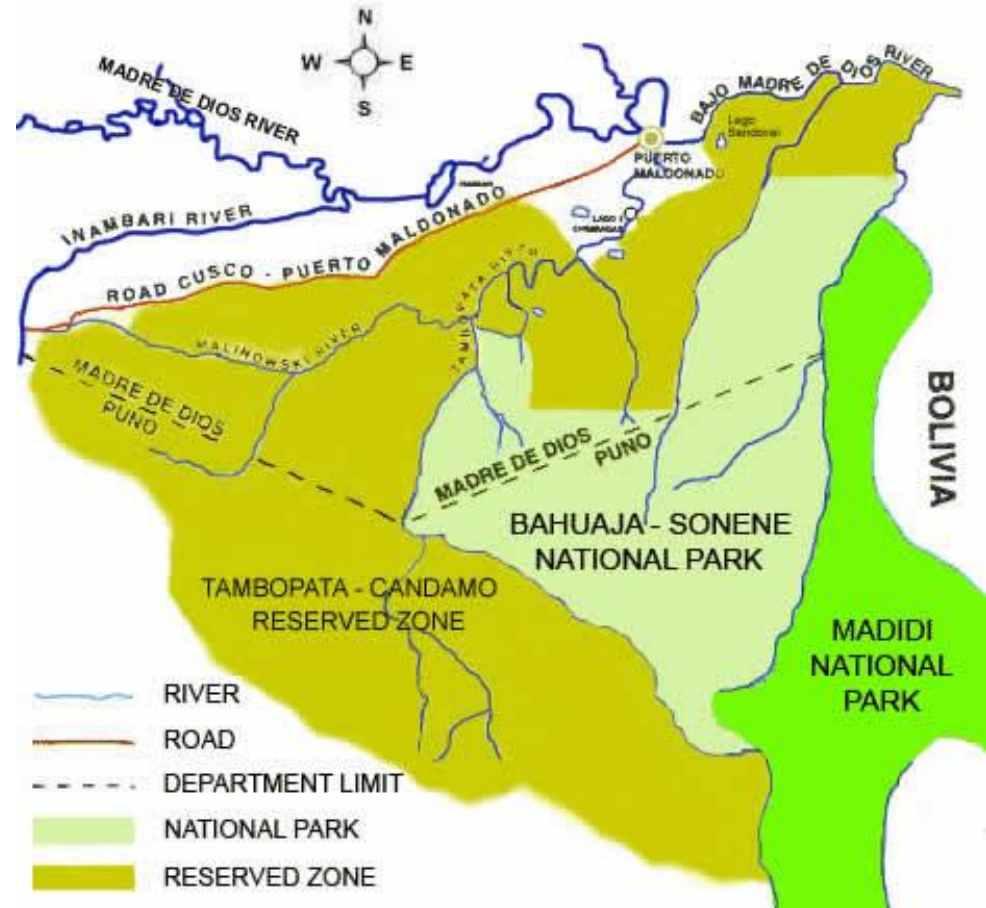 N
W E
S
MADRE DE DIOS RIVER
BAJO MADRE DE DIOS RIVER
Lago
Sandoval
PUERTO
MALDONADO
INAMBARI RIVER
ROAD CUSCO - PUERTO MALDONADO
TAMBOPATA RIVER
MALINOWSKI RIVER
MADRE DE DIOS
PUNO
MADRE DE DIOS
PUNO
BOLIVIA
BAHUAJA - SONENE
NATIONAL PARK
TAMBOPATA - CANDAMO
RESERVED ZONE
MADIDI
NATIONAL
PARK
RIVER
ROAD
DEPARTMENT LIMIT
NATIONAL PARK
RESERVED ZONE